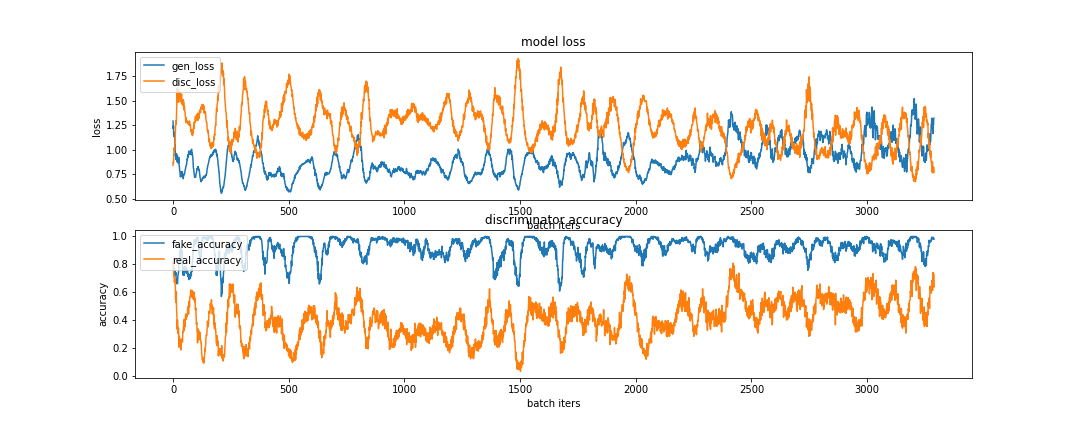 model loss
gen_loss
disc_loss
loss
1.75
1.50
1.25
1.00
0.75
0.50
0 500 1000 1500 2000 2500 3000
batch iters
discriminator accuracy
fake_accuracy
real_accuracy
accuracy
1.0
0.8
0.6
0.4
0.2
0.0
0 500 1000 1500 2000 2500 3000
batch iters